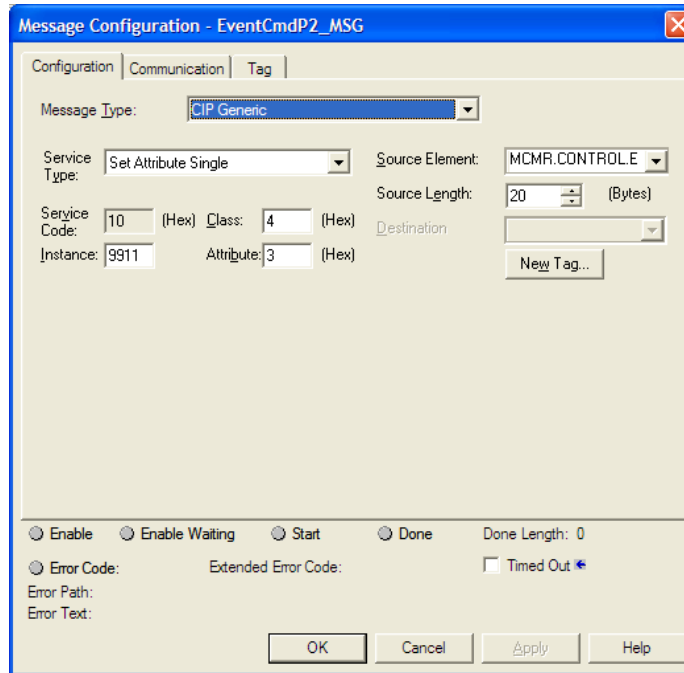 Message Configuration - EventCmdP2_MSG
Configuration Communication Tag
Message Type: CIP Generic
Service Type: Set Attribute Single
Source Element: MCMR.CONTROL.E
Source Length: 20 (Bytes)
Service Code: 10 (Hex) Class: 4 (Hex)
Destination
Instance: 9911 Attribute: 3 (Hex)
New Tag...
Enable Enable Waiting Start Done Done Length: 0
Error Code: Extended Error Code: Timed Out
Error Path:
Error Text:
OK Cancel Apply Help